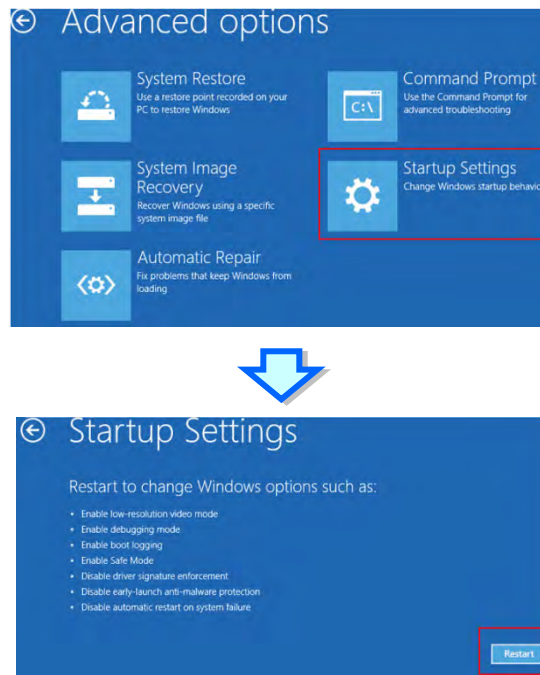 Advanced options
System Restore
Use a restore point recorded on your
PC to restore Windows
Command Prompt
Use the Command Prompt for
advanced troubleshooting
C:\
System Image
Recovery
Recover Windows using a specific
system image file
Startup Settings
Change Windows startup behavio
Automatic Repair
Fix problems that keep Windows from
loading
Startup Settings
Restart to change Windows options such as:
• Enable low-resolution video mode
• Enable debugging mode
• Enable boot logging
• Enable Safe Mode
• Disable driver signature enforcement
• Disable early-launch anti-malware protection
• Disable automatic restart on system failure
Restart